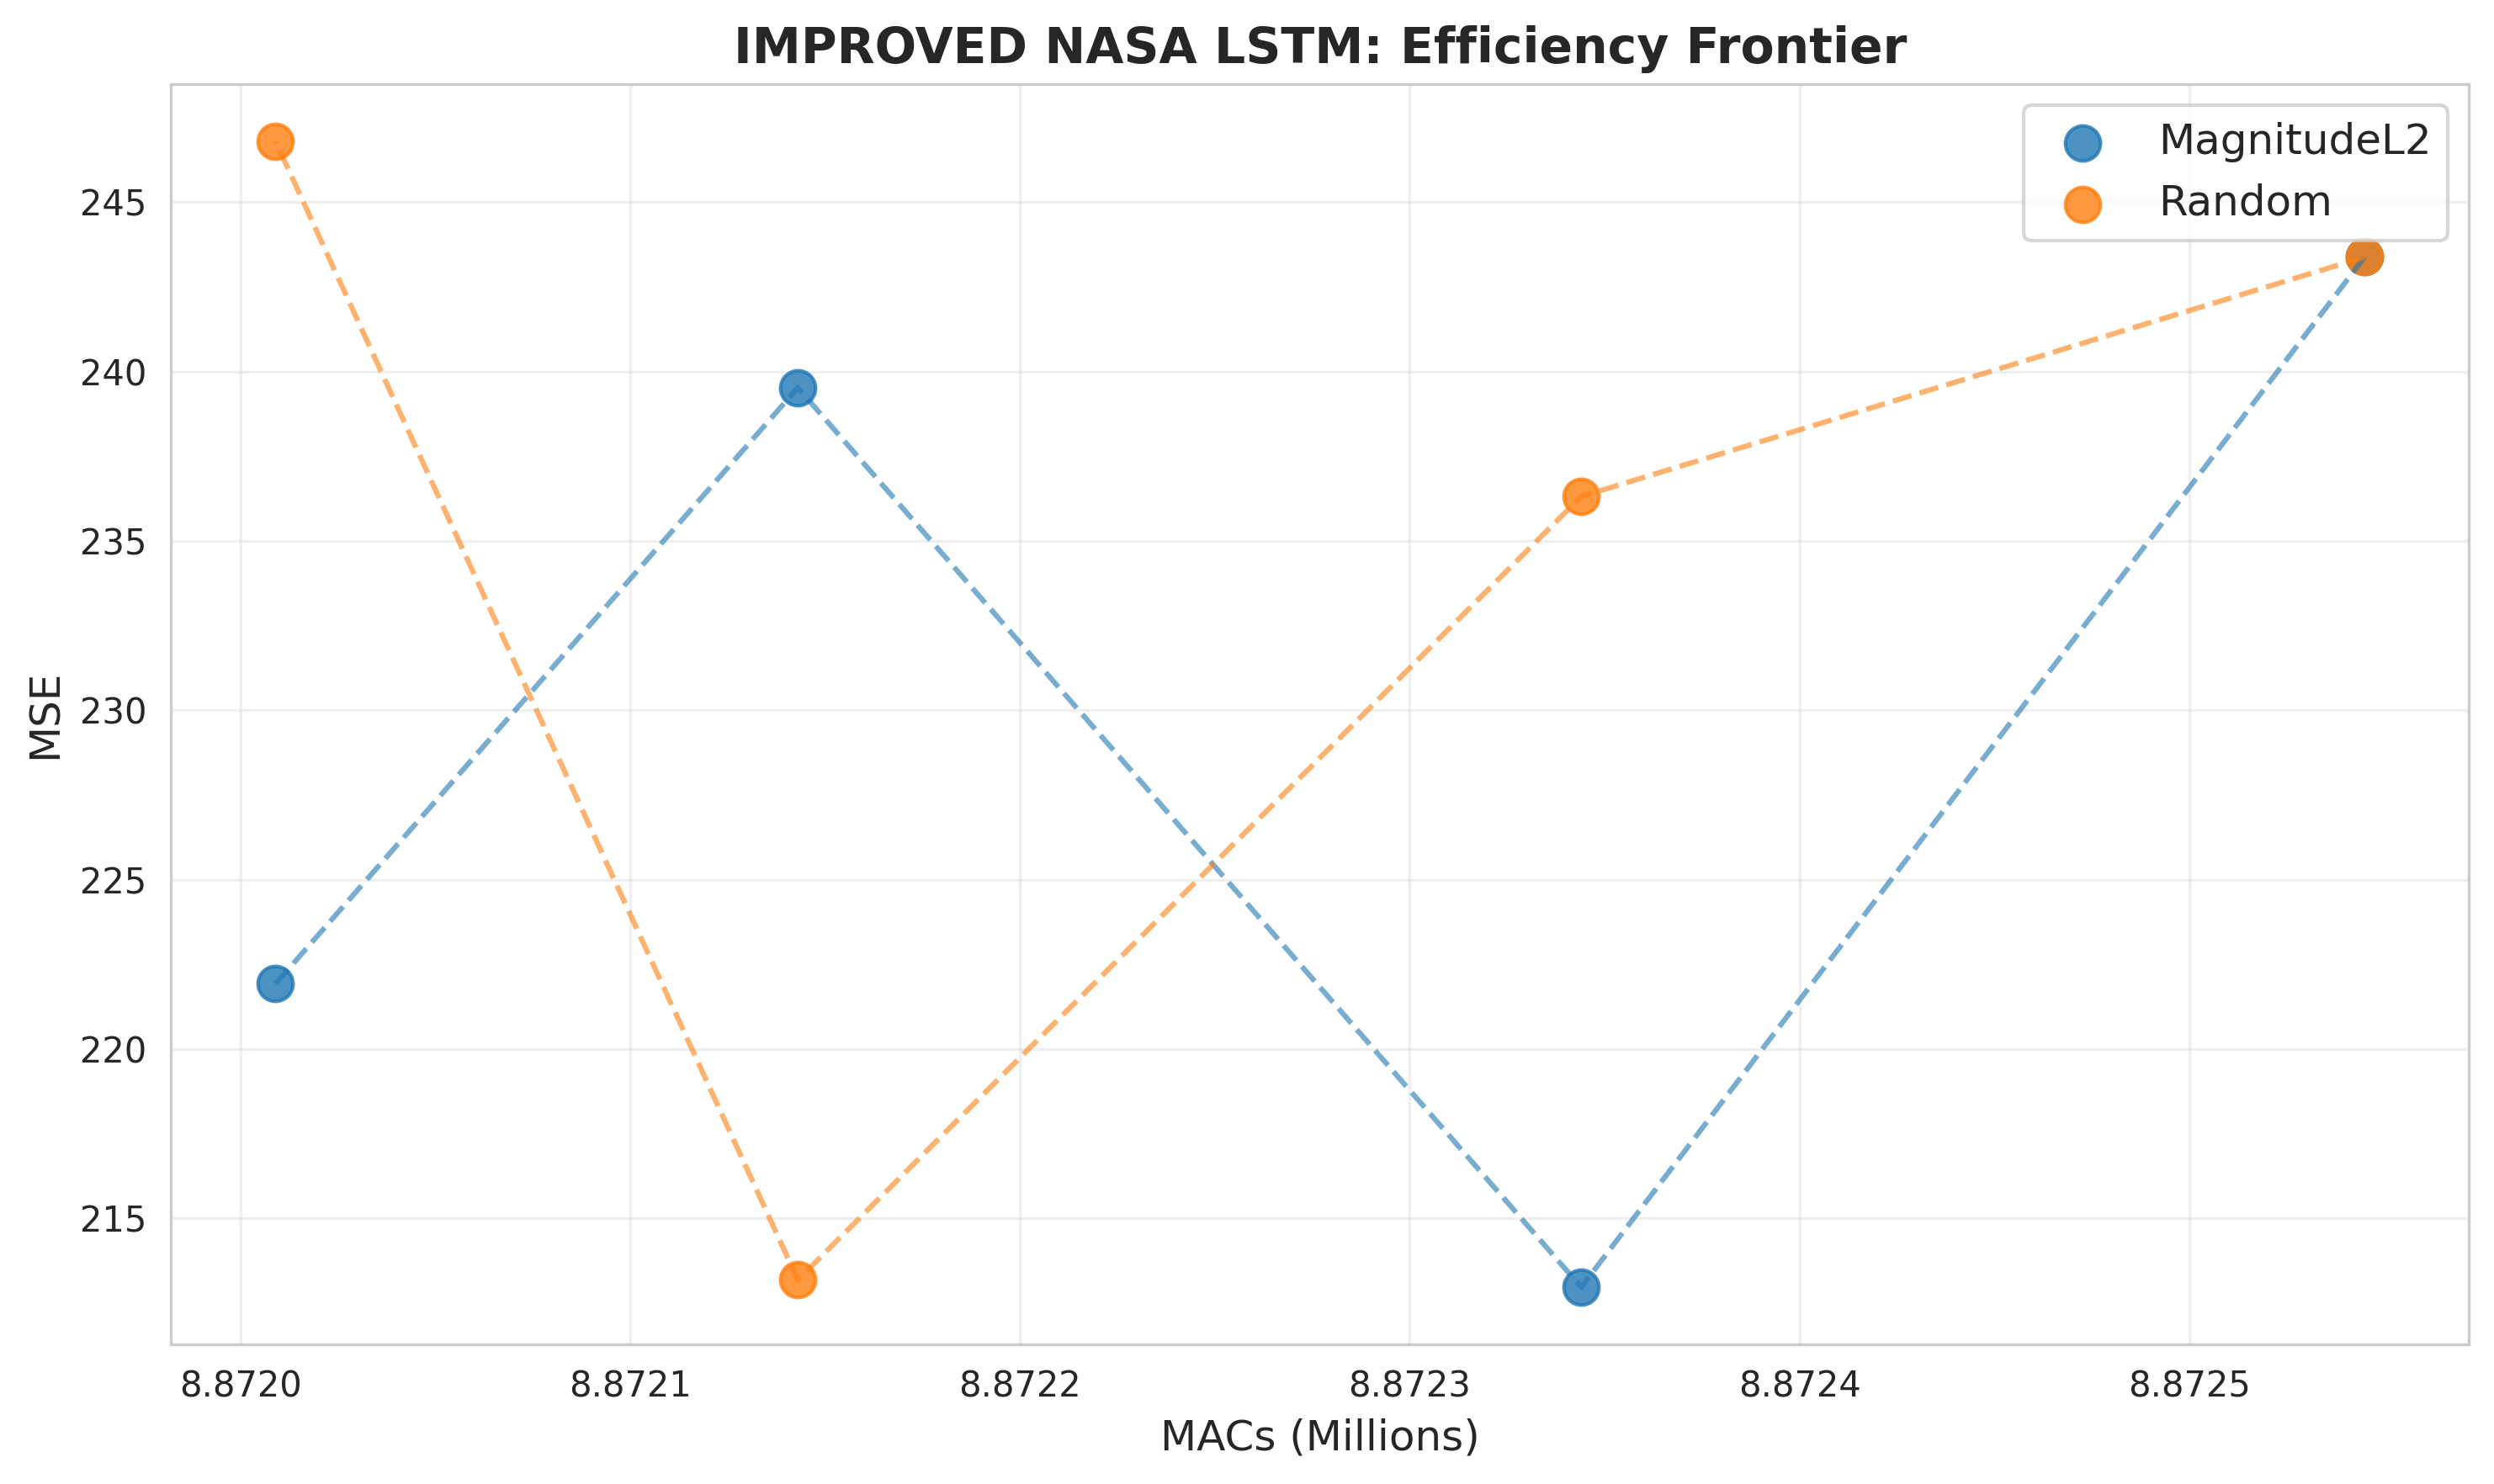 IMPROVED NASA LSTM: Efficiency Frontier
MagnitudeL2
Random
245
240
235
230
225
220
215
MSE
8.8720 8.8721 8.8722 8.8723 8.8724 8.8725
MACs (Millions)